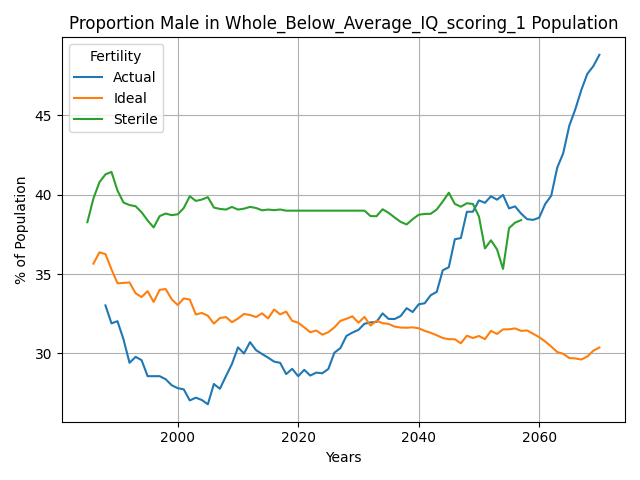 Proportion Male in Whole_Below_Average_IQ_scoring_1 Population
Fertility
Actual
Ideal
Sterile
% of Population
45
40
35
30
2000
2020
2040
2060
Years